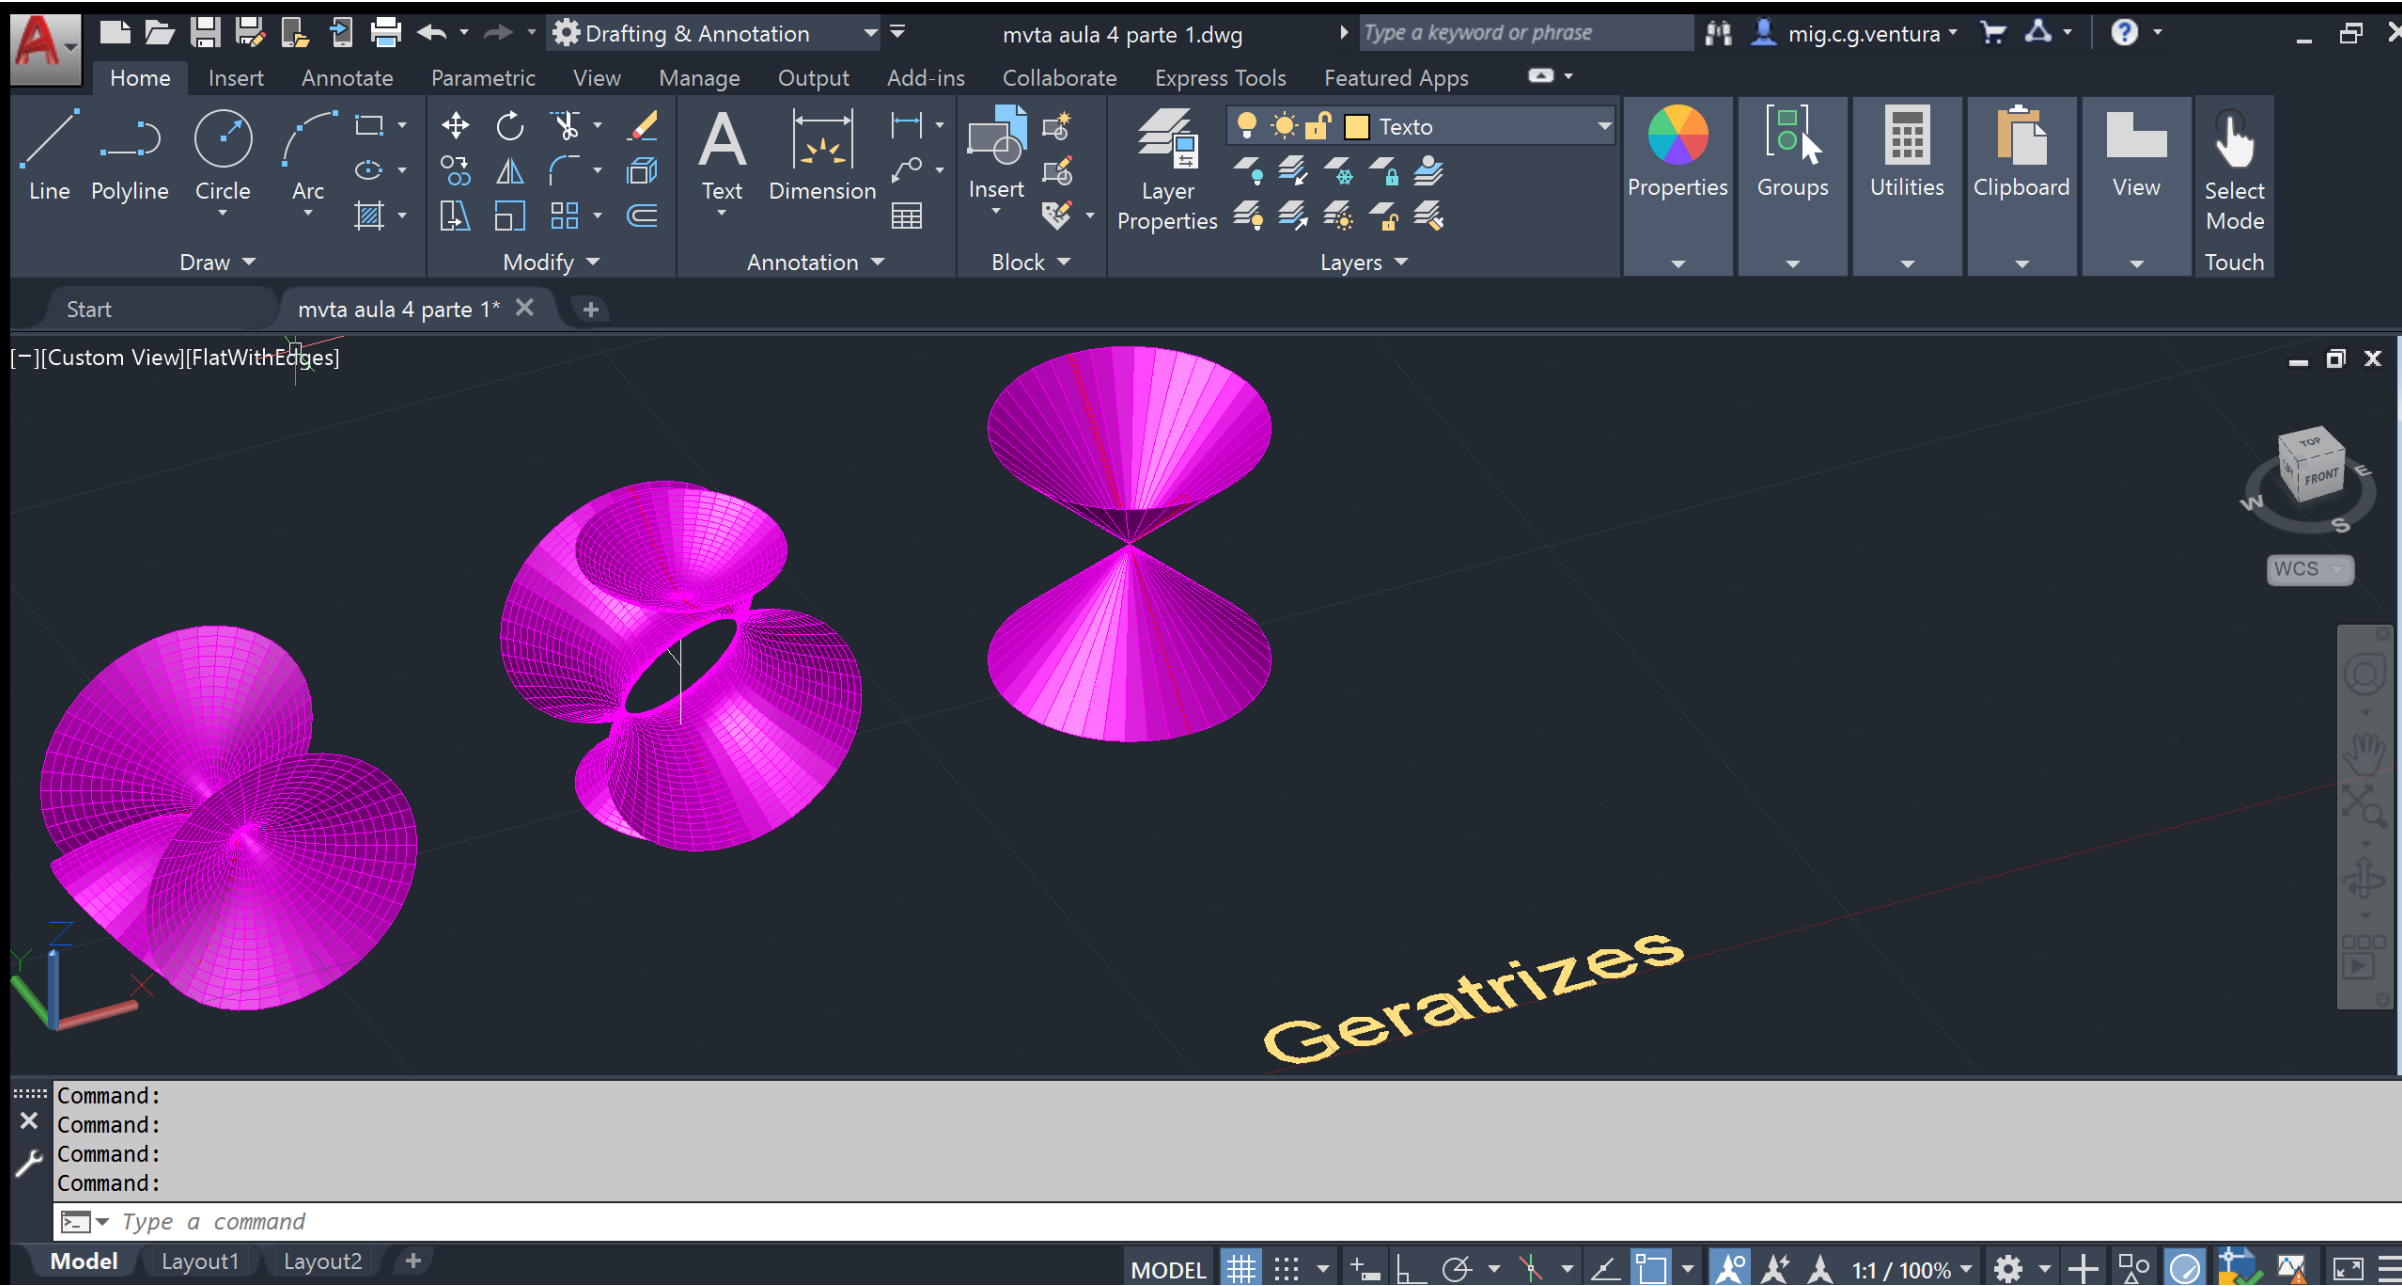 Drafting & Annotation
mvta aula 4 parte 1.dwg
Type a keyword or phrase
mig.c.g.ventura
Home Insert Annotate Parametric View Manage Output Add-ins Collaborate Express Tools Featured Apps
Texto
Line Polyline Circle Arc
Text Dimension
Insert
Layer Properties
Properties Groups Utilities Clipboard View
Select Mode
Draw Modify Annotation Block Layers Touch
Start mvta aula 4 parte 1*
[−][Custom View][FlatWithEdges]
TOP
FRONT
W S E
WCS
Z
Y
X
Geratrizes
Command:
Command:
Command:
Command:
Type a command
Model Layout1 Layout2
MODEL 1:1 / 100%